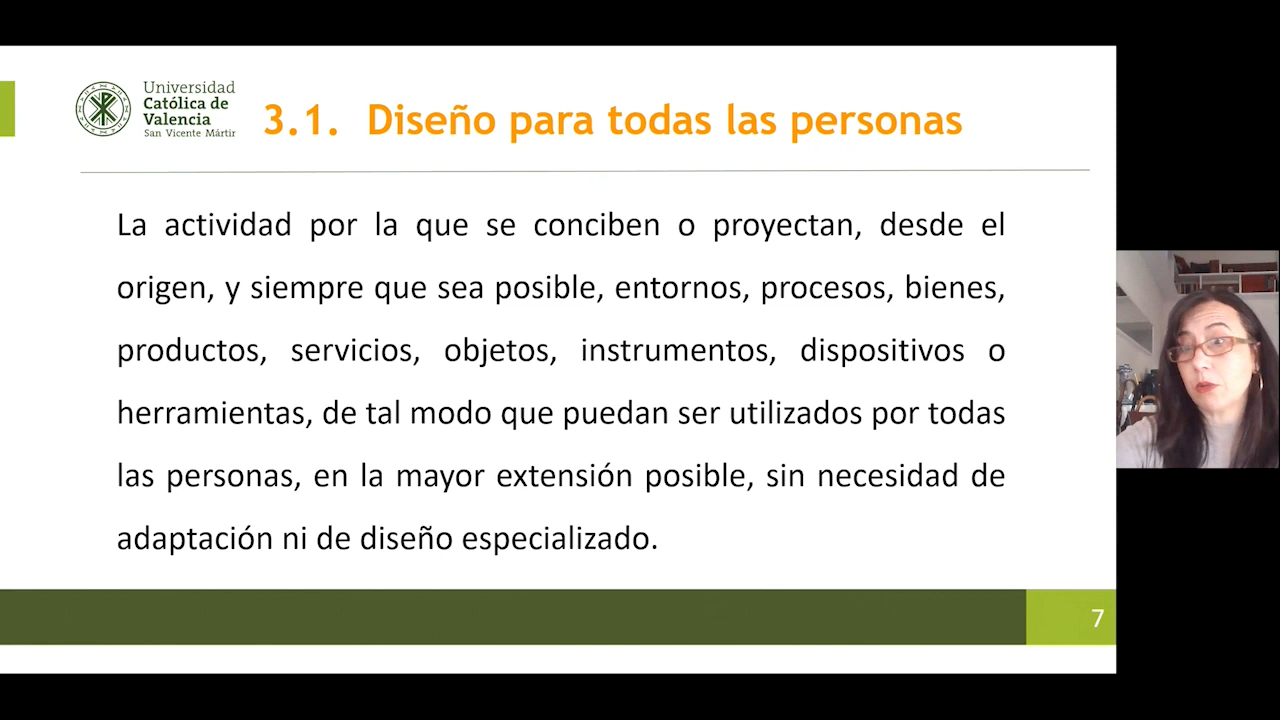 Universidad
Católica de
Valencia
San Vicente Mártir
3.1. Diseño para todas las personas
La actividad por la que se conciben o proyectan, desde el
origen, y siempre que sea posible, entornos, procesos, bienes,
productos, servicios, objetos, instrumentos, dispositivos o
herramientas, de tal modo que puedan ser utilizados por todas
las personas, en la mayor extensión posible, sin necesidad de
adaptación ni de diseño especializado.
7